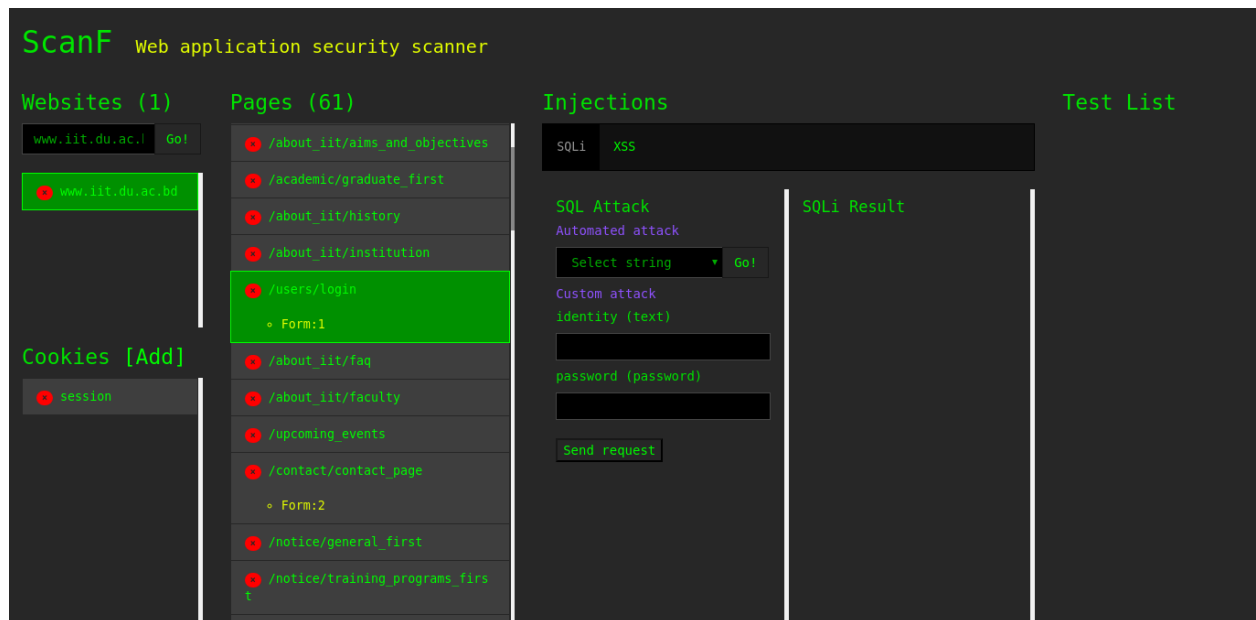 ScanF Web application security scanner
Websites (1)
www.iit.du.ac.
Go!
www.iit.du.ac.bd
Cookies [Add]
session
Pages (61)
/about_iit/aims_and_objectives
/academic/graduate_first
/about_iit/history
/about_iit/institution
/users/login
Form:1
/about_iit/faq
/about_iit/faculty
/upcoming_events
/contact/contact_page
Form:2
/notice/general_first
/notice/training_programs_firs
t
Injections
SQLi XSS
SQL Attack
Automated attack
Select string
Go!
Custom attack
identity (text)
password (password)
Send request
SQLi Result
Test List